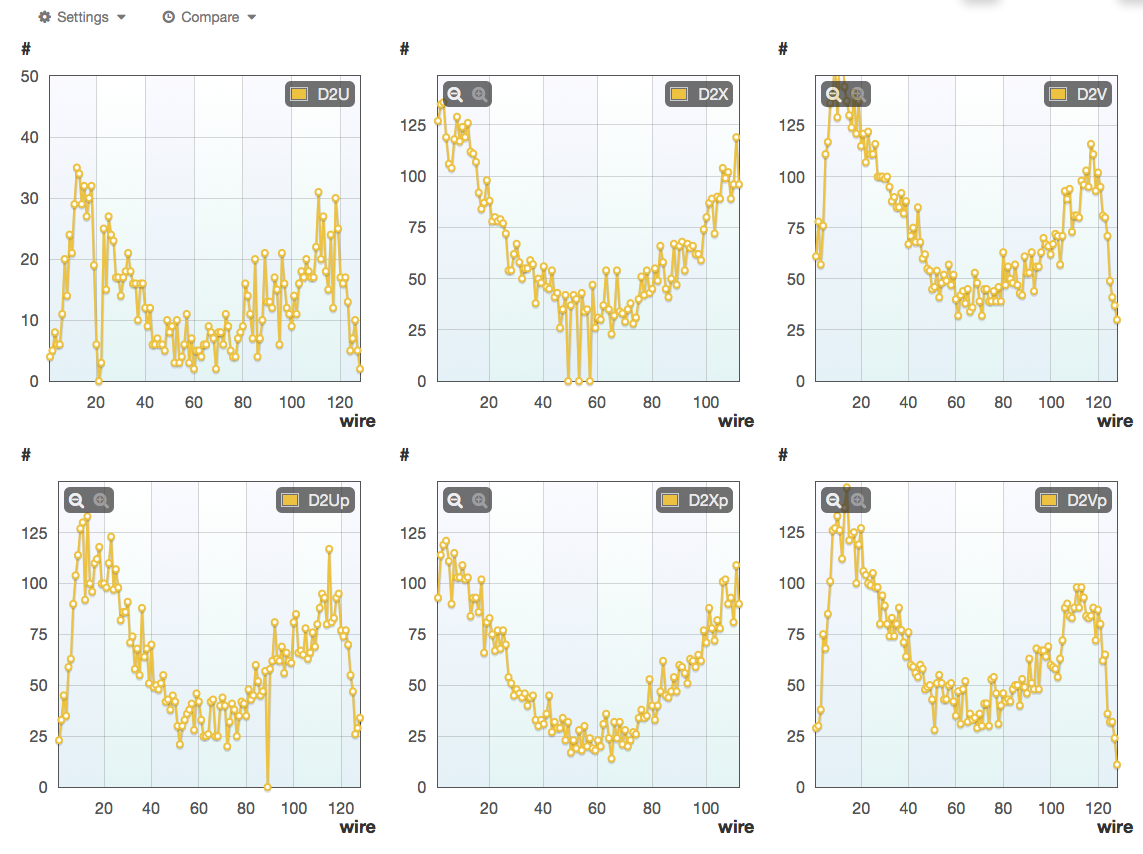 Settings Compare
# # #
D2U D2X D2V
50 40 30 20 10 0
125 100 75 50 25 0
125 100 75 50 25 0
20 40 60 80 100 120
20 40 60 80 100
20 40 60 80 100 120
wire wire wire
# # #
D2Up D2Xp D2Vp
125 100 75 50 25 0
125 100 75 50 25 0
125 100 75 50 25 0
20 40 60 80 100 120
20 40 60 80 100
20 40 60 80 100 120
wire wire wire